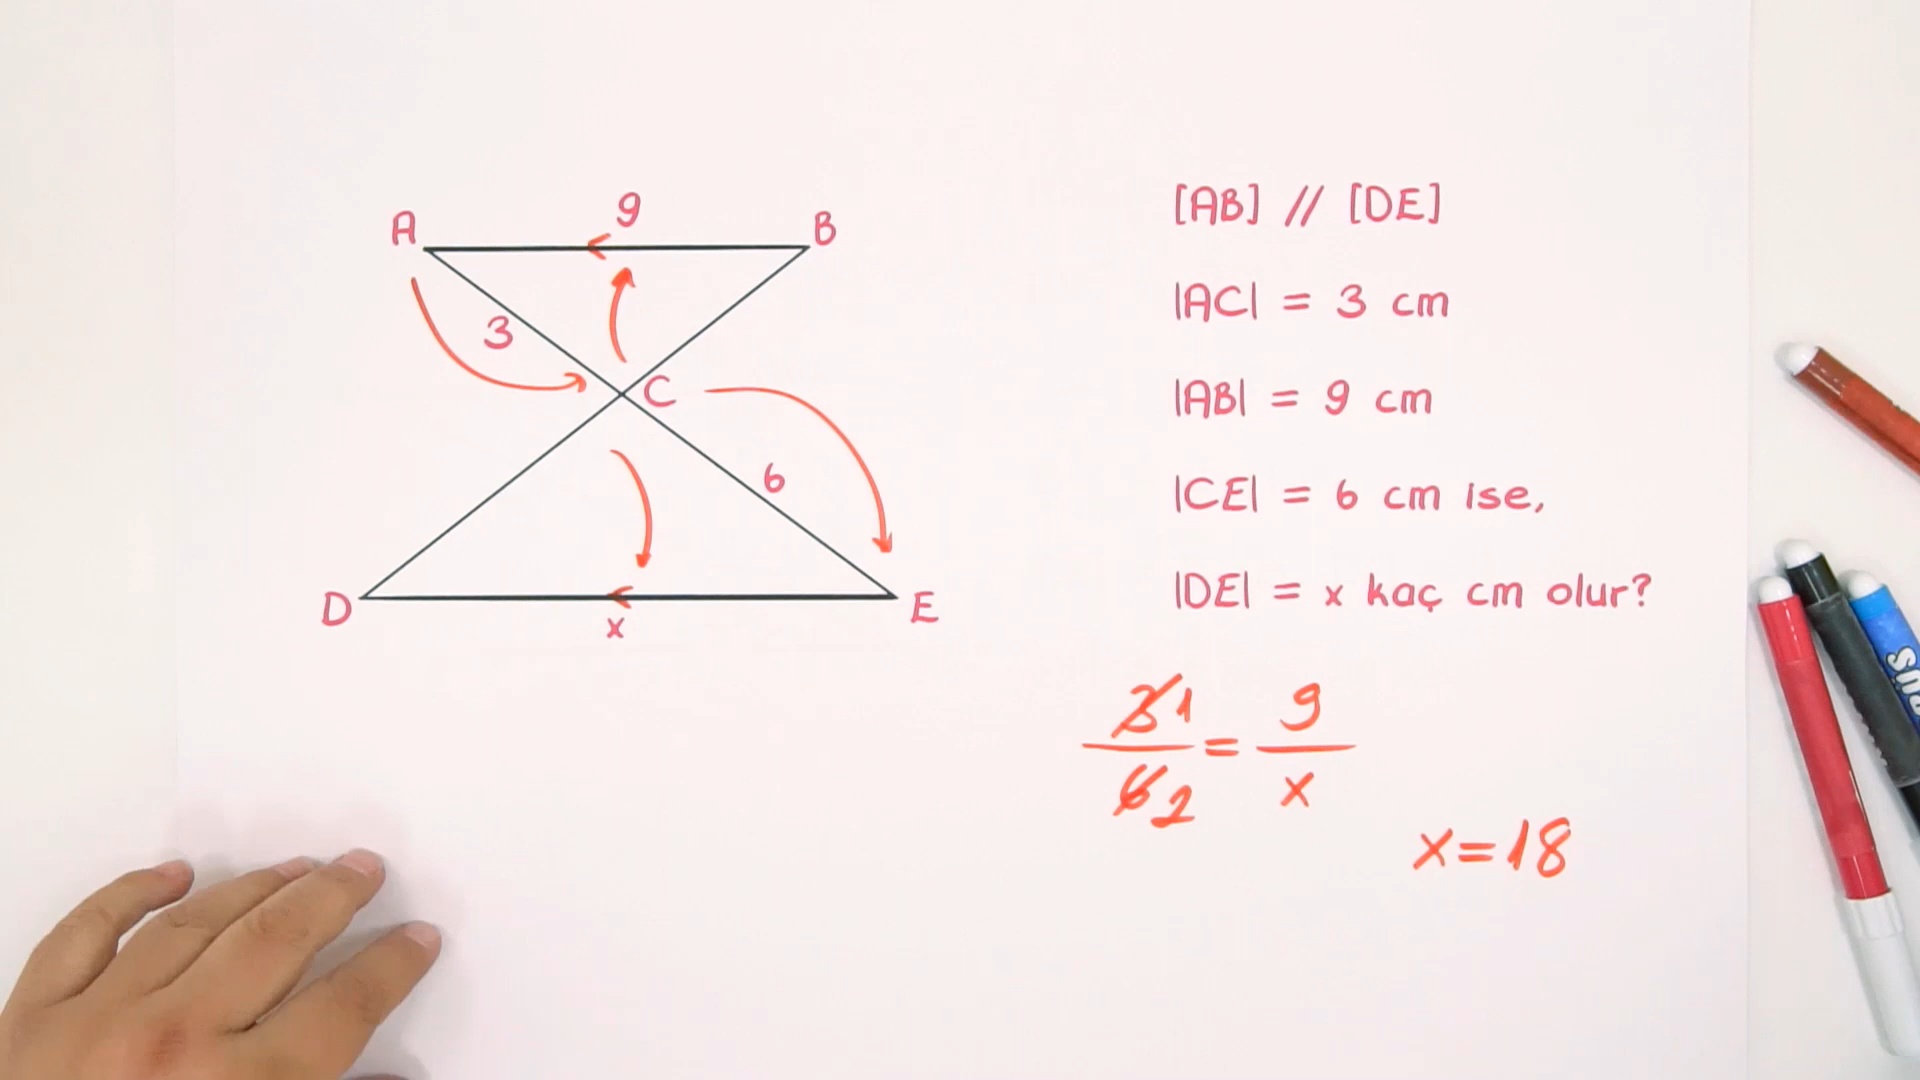 A
9
B
3
C
6
D
x
E
[AB] // [DE]
|AC| = 3 cm
|AB| = 9 cm
|CE| = 6 cm ise,
|DE| = x kaç cm olur?
3 1 / 6 2 = 9 / x
x=18